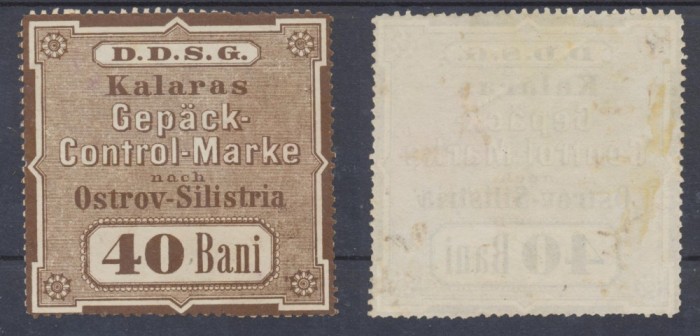 D.D.S.G.
Kalaras
Gepäck-
Control-Marke
nach
Ostrov-Silistria
40 Bani